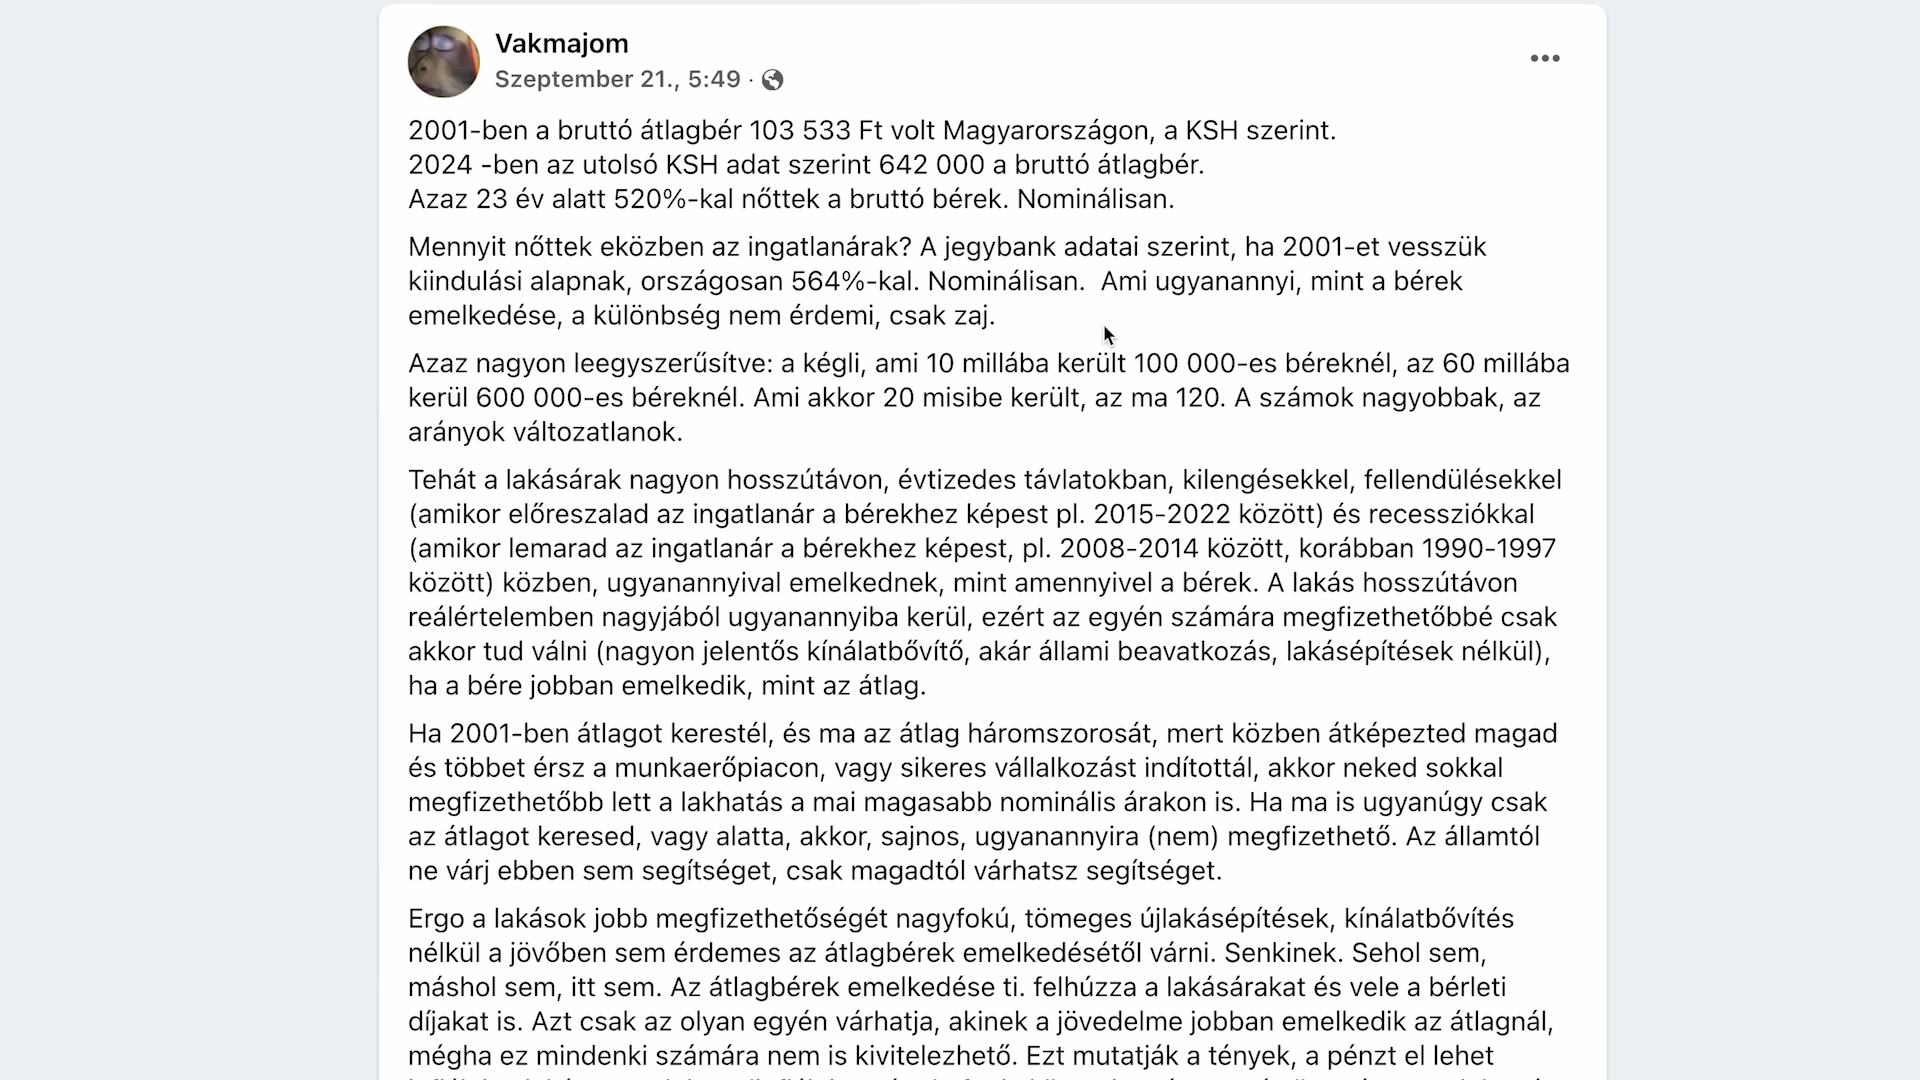 Vakmajom
Szeptember 21., 5:49 ·
2001-ben a bruttó átlagbér 103 533 Ft volt Magyarországon, a KSH szerint.
2024 -ben az utolsó KSH adat szerint 642 000 a bruttó átlagbér.
Azaz 23 év alatt 520%-kal nőttek a bruttó bérek. Nominálisan.
Mennyit nőttek eközben az ingatlanárak? A jegybank adatai szerint, ha 2001-et vesszük
kiindulási alapnak, országosan 564%-kal. Nominálisan.  Ami ugyanannyi, mint a bérek
emelkedése, a különbség nem érdemi, csak zaj.
Azaz nagyon leegyszerűsítve: a kégli, ami 10 millába került 100 000-es béreknél, az 60 millába
kerül 600 000-es béreknél. Ami akkor 20 misibe került, az ma 120. A számok nagyobbak, az
arányok változatlanok.
Tehát a lakásárak nagyon hosszútávon, évtizedes távlatokban, kilengésekkel, fellendülésekkel
(amikor előreszalad az ingatlanár a bérekhez képest pl. 2015-2022 között) és recessziókkal
(amikor lemarad az ingatlanár a bérekhez képest, pl. 2008-2014 között, korábban 1990-1997
között) közben, ugyanannyival emelkednek, mint amennyivel a bérek. A lakás hosszútávon
reálértelemben nagyjából ugyanannyiba kerül, ezért az egyén számára megfizethetőbbé csak
akkor tud válni (nagyon jelentős kínálatbővítő, akár állami beavatkozás, lakásépítések nélkül),
ha a bére jobban emelkedik, mint az átlag.
Ha 2001-ben átlagot kerestél, és ma az átlag háromszorosát, mert közben átképezted magad
és többet érsz a munkaerőpiacon, vagy sikeres vállalkozást indítottál, akkor neked sokkal
megfizethetőbb lett a lakhatás a mai magasabb nominális árakon is. Ha ma is ugyanúgy csak
az átlagot keresed, vagy alatta, akkor, sajnos, ugyanannyira (nem) megfizethető. Az államtól
ne várj ebben sem segítséget, csak magadtól várhatsz segítséget.
Ergo a lakások jobb megfizethetőségét nagyfokú, tömeges újlakásépítések, kínálatbővítés
nélkül a jövőben sem érdemes az átlagbérek emelkedésétől várni. Senkinek. Sehol sem,
máshol sem, itt sem. Az átlagbérek emelkedése ti. felhúzza a lakásárakat és vele a bérleti
díjakat is. Azt csak az olyan egyén várhatja, akinek a jövedelme jobban emelkedik az átlagnál,
mégha ez mindenki számára nem is kivitelezhető. Ezt mutatják a tények, a pénzt el lehet